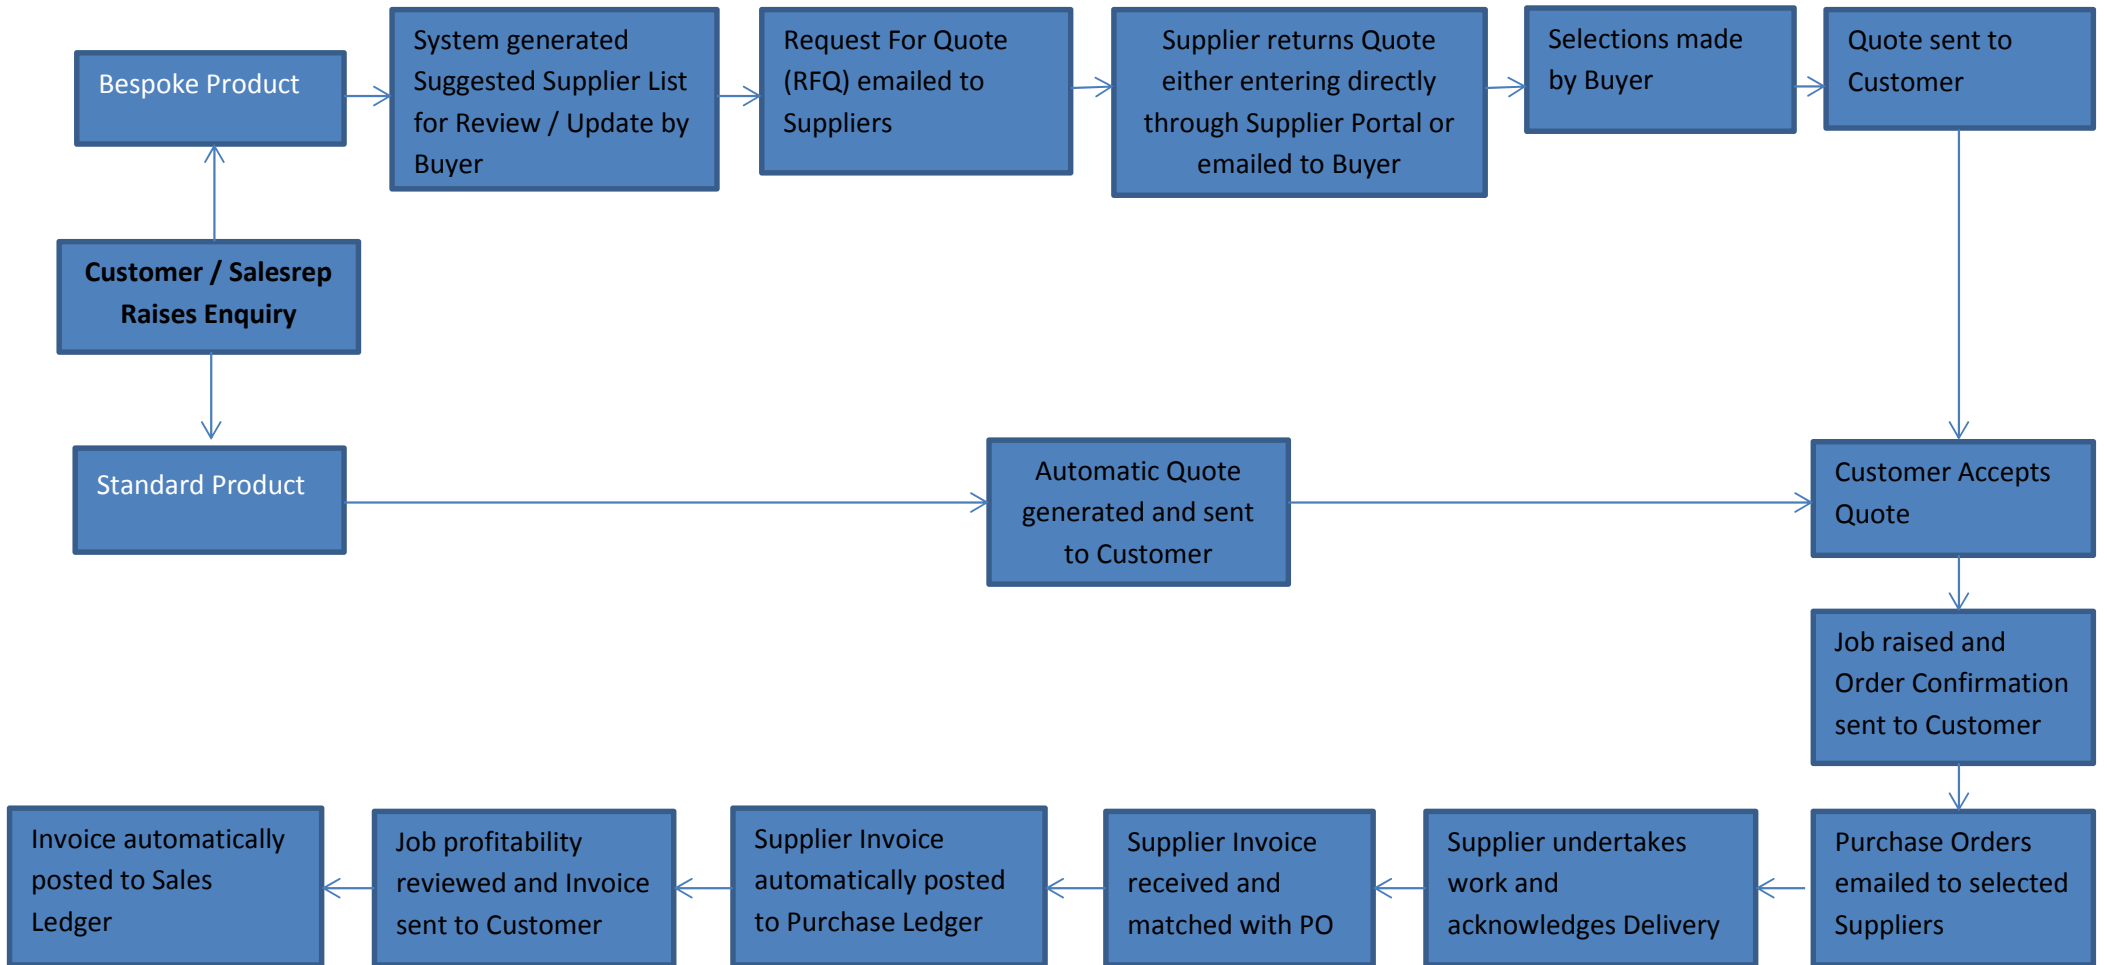 Bespoke Product
System generated
Suggested Supplier List
for Review / Update by
Buyer
Request For Quote
(RFQ) emailed to
Suppliers
Supplier returns Quote
either entering directly
through Supplier Portal or
emailed to Buyer
Selections made
by Buyer
Quote sent to
Customer
Customer / Salesrep
Raises Enquiry
Standard Product
Automatic Quote
generated and sent
to Customer
Customer Accepts
Quote
Job raised and
Order Confirmation
sent to Customer
Invoice automatically
posted to Sales
Ledger
Job profitability
reviewed and Invoice
sent to Customer
Supplier Invoice
automatically posted
to Purchase Ledger
Supplier Invoice
received and
matched with PO
Supplier undertakes
work and
acknowledges Delivery
Purchase Orders
emailed to selected
Suppliers